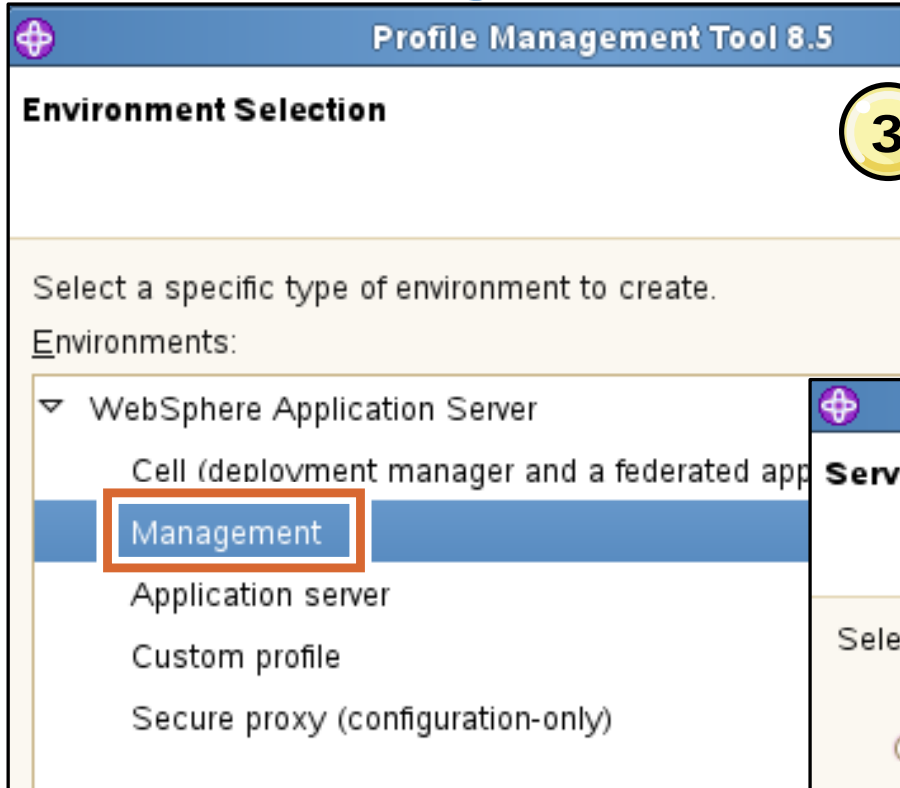 Profile Management Tool 8.5
Environment Selection
3
Select a specific type of environment to create.
Environments:
WebSphere Application Server
Cell (deployment manager and a federated app
Management
Application server
Custom profile
Secure proxy (configuration-only)
Serv
Sele